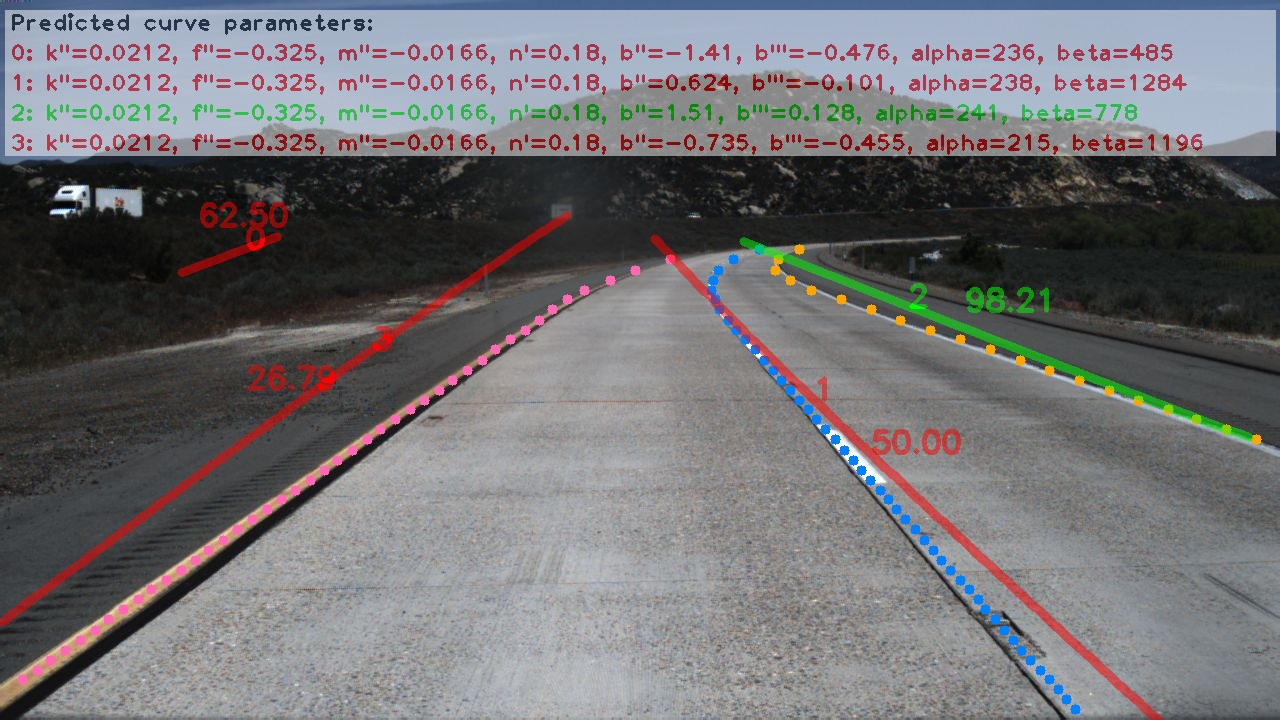 Predicted curve parameters:
0: k''=0.0212, f''=-0.325, m''=-0.0166, n'=0.18, b''=-1.41, b'''=-0.476, alpha=236, beta=485
1: k''=0.0212, f''=-0.325, m''=-0.0166, n'=0.18, b''=0.624, b'''=-0.101, alpha=238, beta=1284
2: k''=0.0212, f''=-0.325, m''=-0.0166, n'=0.18, b''=1.51, b'''=0.128, alpha=241, beta=778
3: k''=0.0212, f''=-0.325, m''=-0.0166, n'=0.18, b''=-0.735, b'''=-0.455, alpha=215, beta=1196
62.50
0
2 98.21
3
26.79
1
50.00